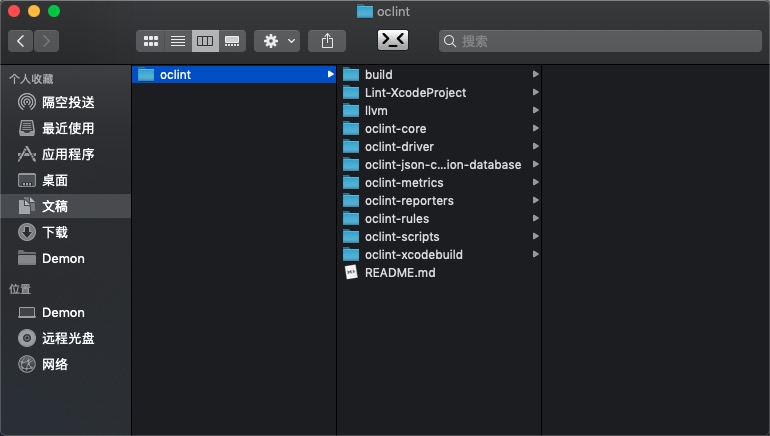 oclint
搜索
个人收藏
隔空投送
最近使用
应用程序
桌面
文稿
下载
Demon
位置
Demon
远程光盘
网络
oclint
build
Lint-XcodeProject
llvm
oclint-core
oclint-driver
oclint-json-c...ion-database
oclint-metrics
oclint-reporters
oclint-rules
oclint-scripts
oclint-xcodebuild
README.md